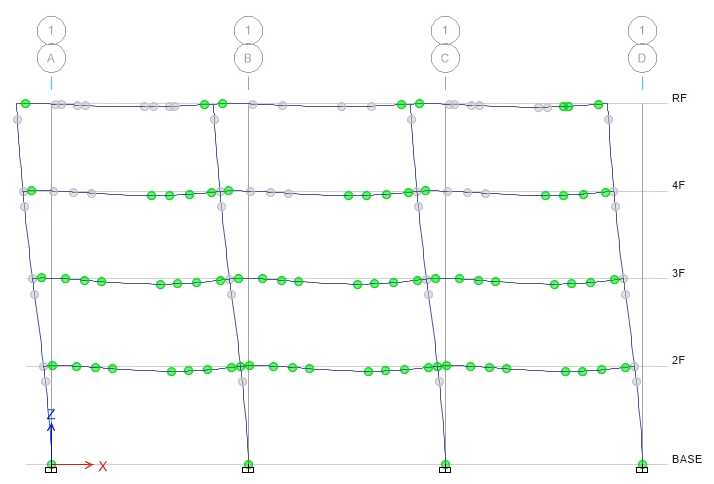 1 1 1 1
A B C D
RF
4F
3F
2F
Z
BASE
X